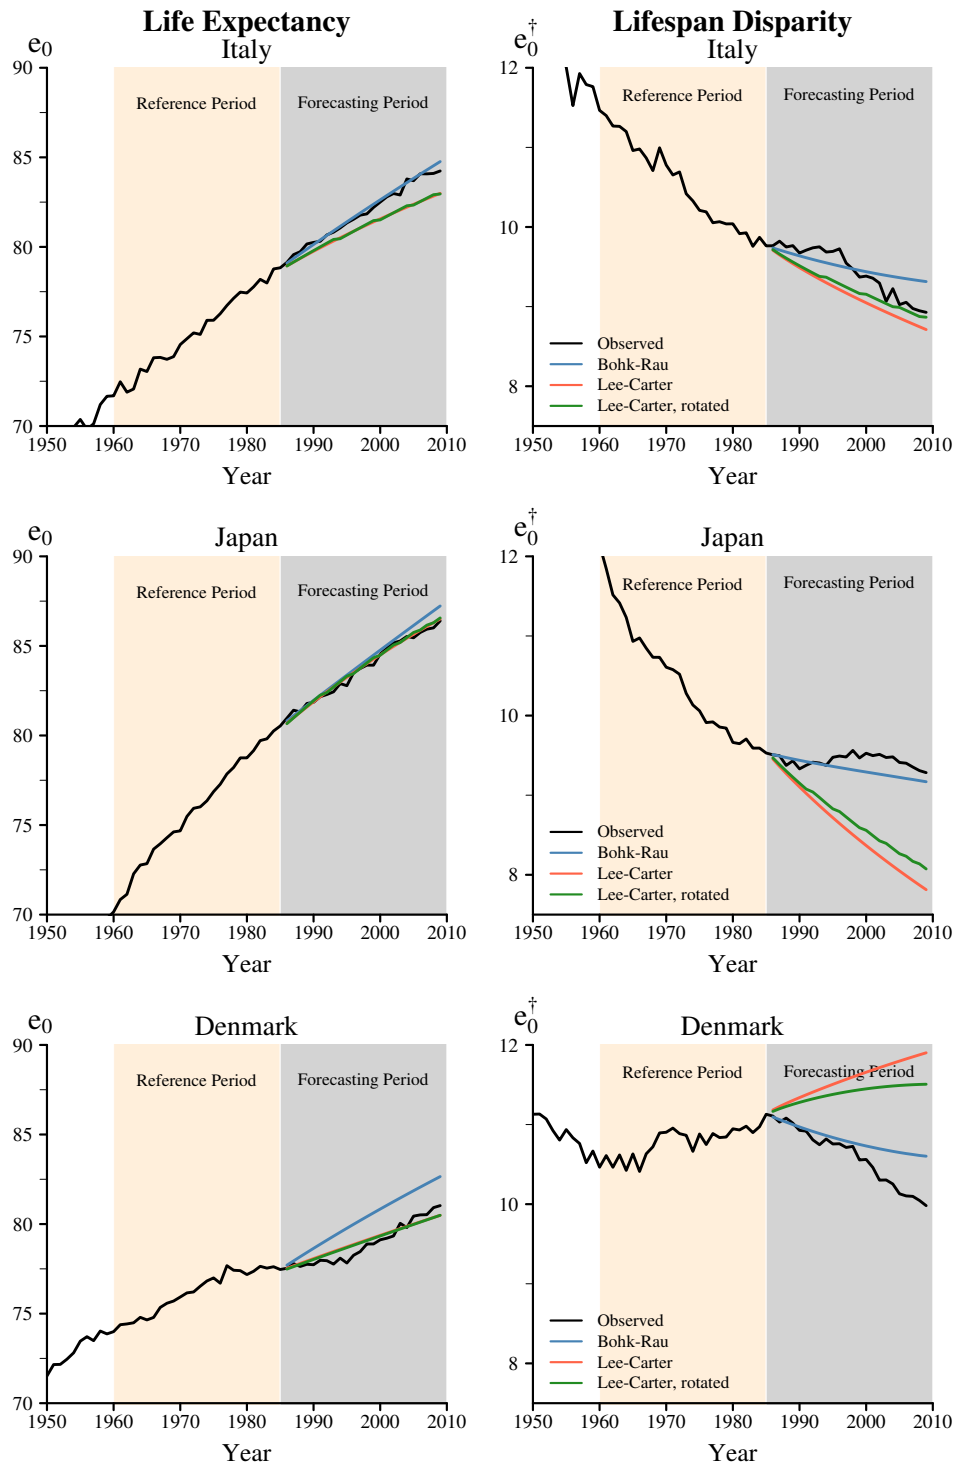 Life Expectancy
Lifespan Disparity
e0
Italy
90
85
80
75
70
Reference Period
Forecasting Period
1950 1960 1970 1980 1990 2000 2010
Year
e0†
Italy
12
10
8
Reference Period
Forecasting Period
Observed
Bohk-Rau
Lee-Carter
Lee-Carter, rotated
1950 1960 1970 1980 1990 2000 2010
Year
e0
Japan
90
85
80
75
70
Reference Period
Forecasting Period
1950 1960 1970 1980 1990 2000 2010
Year
e0†
Japan
12
10
8
Reference Period
Forecasting Period
Observed
Bohk-Rau
Lee-Carter
Lee-Carter, rotated
1950 1960 1970 1980 1990 2000 2010
Year
e0
Denmark
90
85
80
75
70
Reference Period
Forecasting Period
1950 1960 1970 1980 1990 2000 2010
Year
e0†
Denmark
12
10
8
Reference Period
Forecasting Period
Observed
Bohk-Rau
Lee-Carter
Lee-Carter, rotated
1950 1960 1970 1980 1990 2000 2010
Year